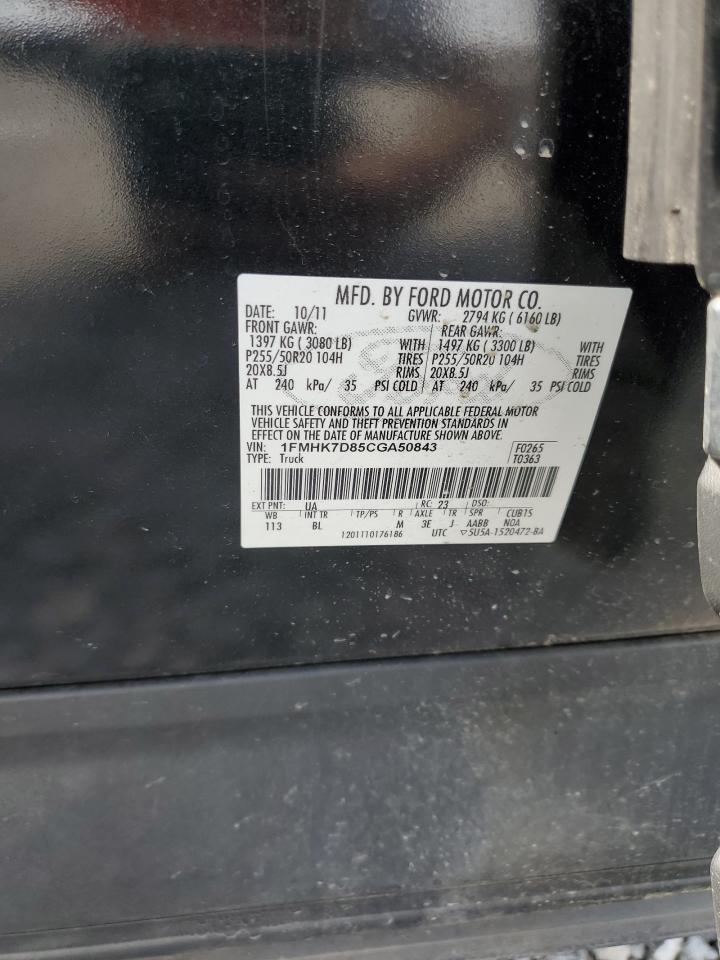 MFD. BY FORD MOTOR CO.
DATE: 10/11 GVWR: 2794 KG ( 6160 LB)
FRONT GAWR: REAR GAWR:
1397 KG ( 3080 LB) WITH 1497 KG ( 3300 LB) WITH
P255/50R20 104H TIRES P255/50R20 104H TIRES
20X8.5J RIMS 20X8.5J RIMS
AT 240 kPa/ 35 PSI COLD AT 240 kPa/ 35 PSI COLD
Ford
THIS VEHICLE CONFORMS TO ALL APPLICABLE FEDERAL MOTOR
VEHICLE SAFETY AND THEFT PREVENTION STANDARDS IN
EFFECT ON THE DATE OF MANUFACTURE SHOWN ABOVE.
VIN: 1FMHK7D85CGA50843 F0265
TYPE: Truck T0363
EXT PNT: UA RC: 23 DSO:
WB INT TR TP/PS R AXLE TR SPR CUB15
113 BL M 3E J AABB NOA
1201110176186 UTC ▽5U5A-1520472-BA